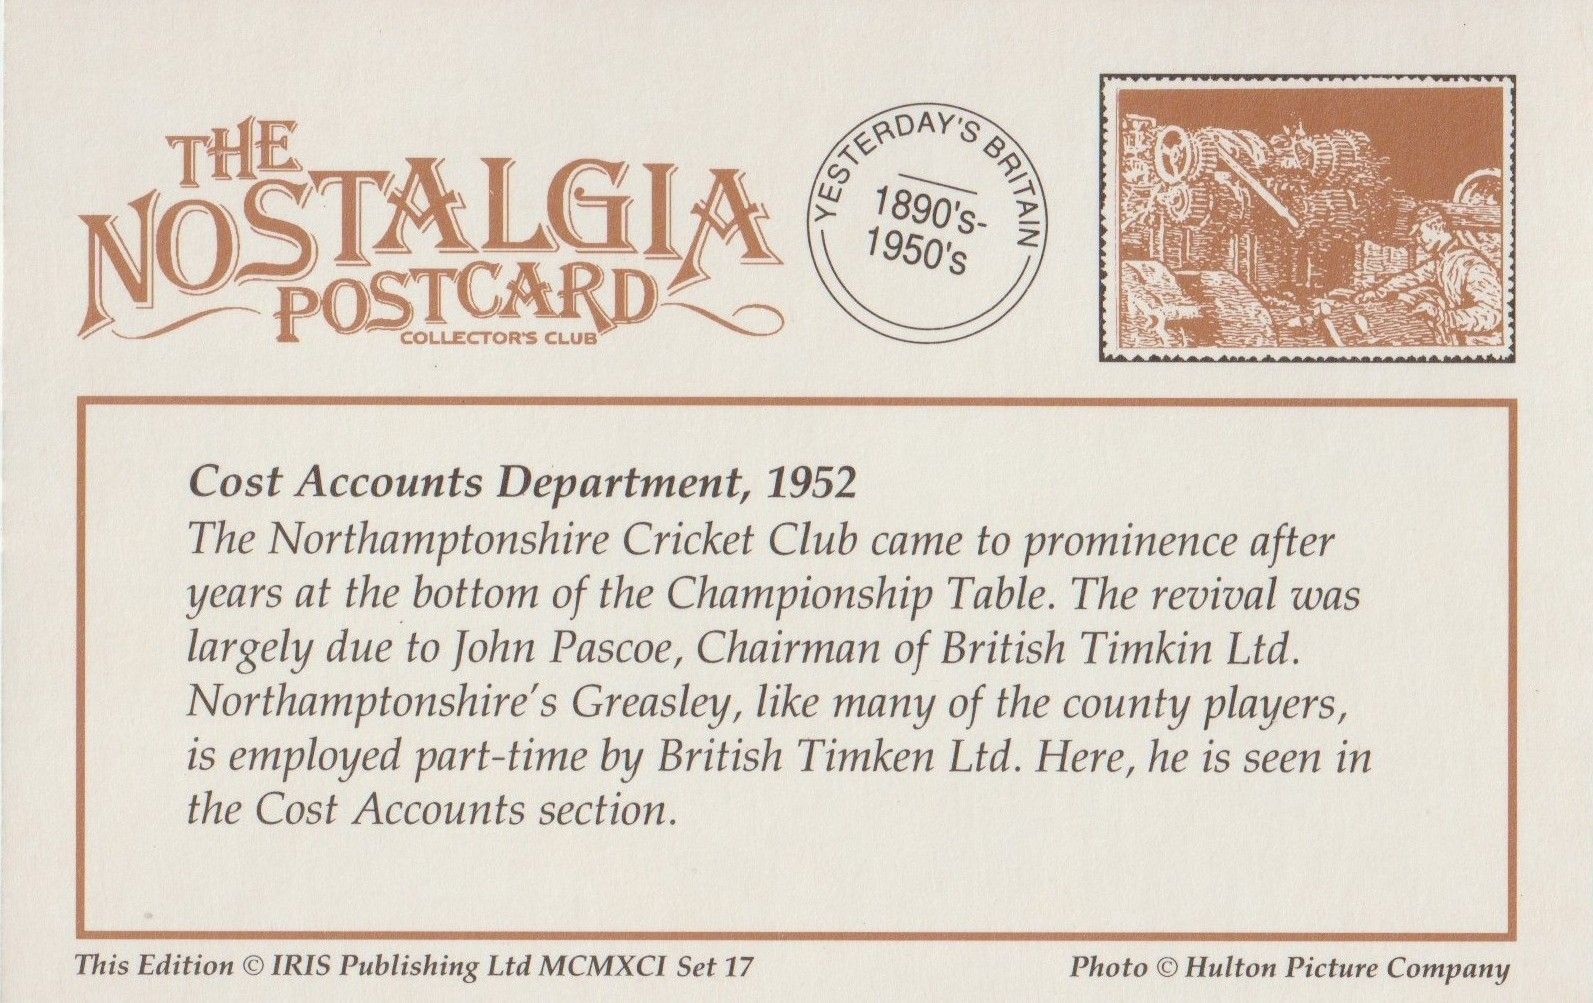 THE
NOSTALGIA
POSTCARD
COLLECTOR'S CLUB
YESTERDAY'S BRITAIN
1890's-
1950's
Cost Accounts Department, 1952
The Northamptonshire Cricket Club came to prominence after
years at the bottom of the Championship Table. The revival was
largely due to John Pascoe, Chairman of British Timkin Ltd.
Northamptonshire's Greasley, like many of the county players,
is employed part-time by British Timken Ltd. Here, he is seen in
the Cost Accounts section.
This Edition © IRIS Publishing Ltd MCMXCI Set 17
Photo © Hulton Picture Company